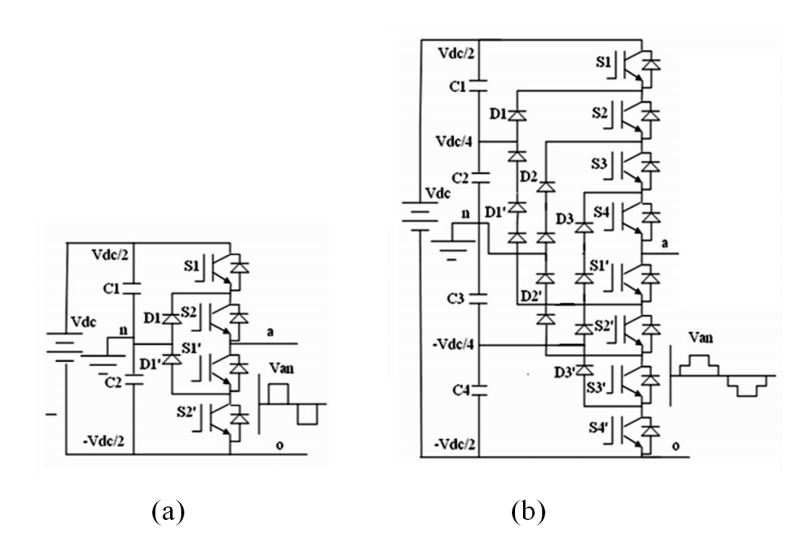 Vdc/2
C1
Vdc
n
C2
-Vdc/2
S1
D1
S2
a
D1'
S1'
S2'
Van
o
(a)
Vdc/2
C1
Vdc/4
C2
Vdc
n
C3
-Vdc/4
C4
-Vdc/2
S1
D1
S2
D2
S3
D1'
D3
S4
a
D2'
S1'
S2'
D3'
S3'
S4'
Van
o
(b)